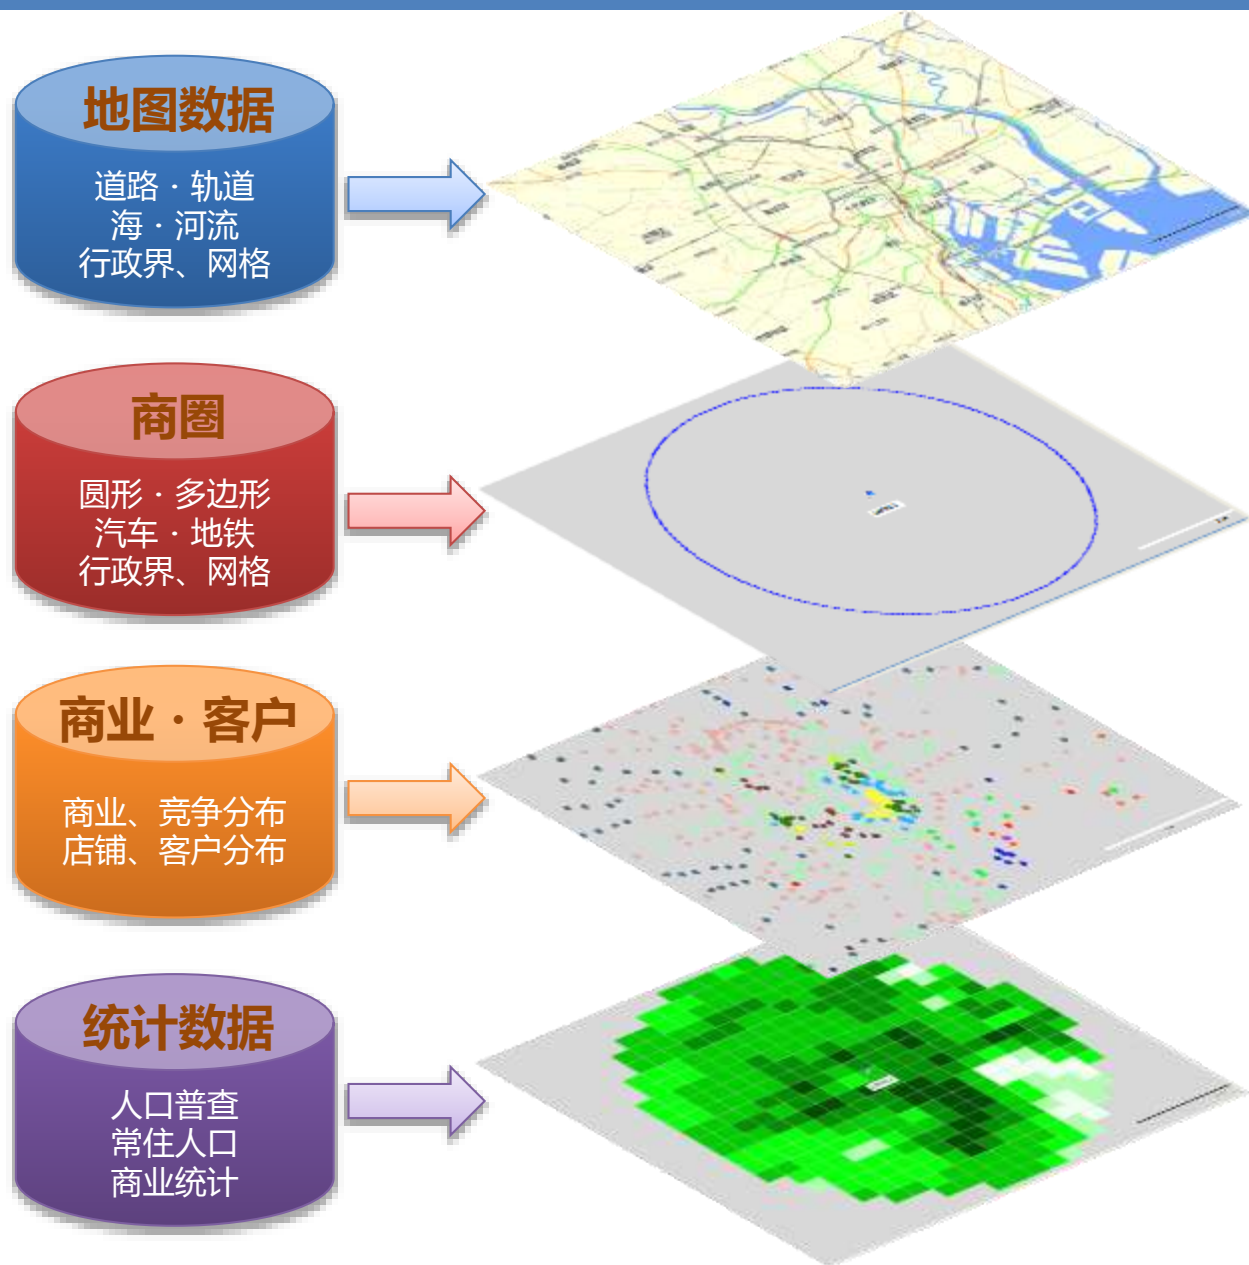 地图数据
道路・轨道
海・河流
行政界、网格
商圈
圆形・多边形
汽车・地铁
行政界、网格
商业・客户
商业、竞争分布
店铺、客户分布
统计数据
人口普查
常住人口
商业统计